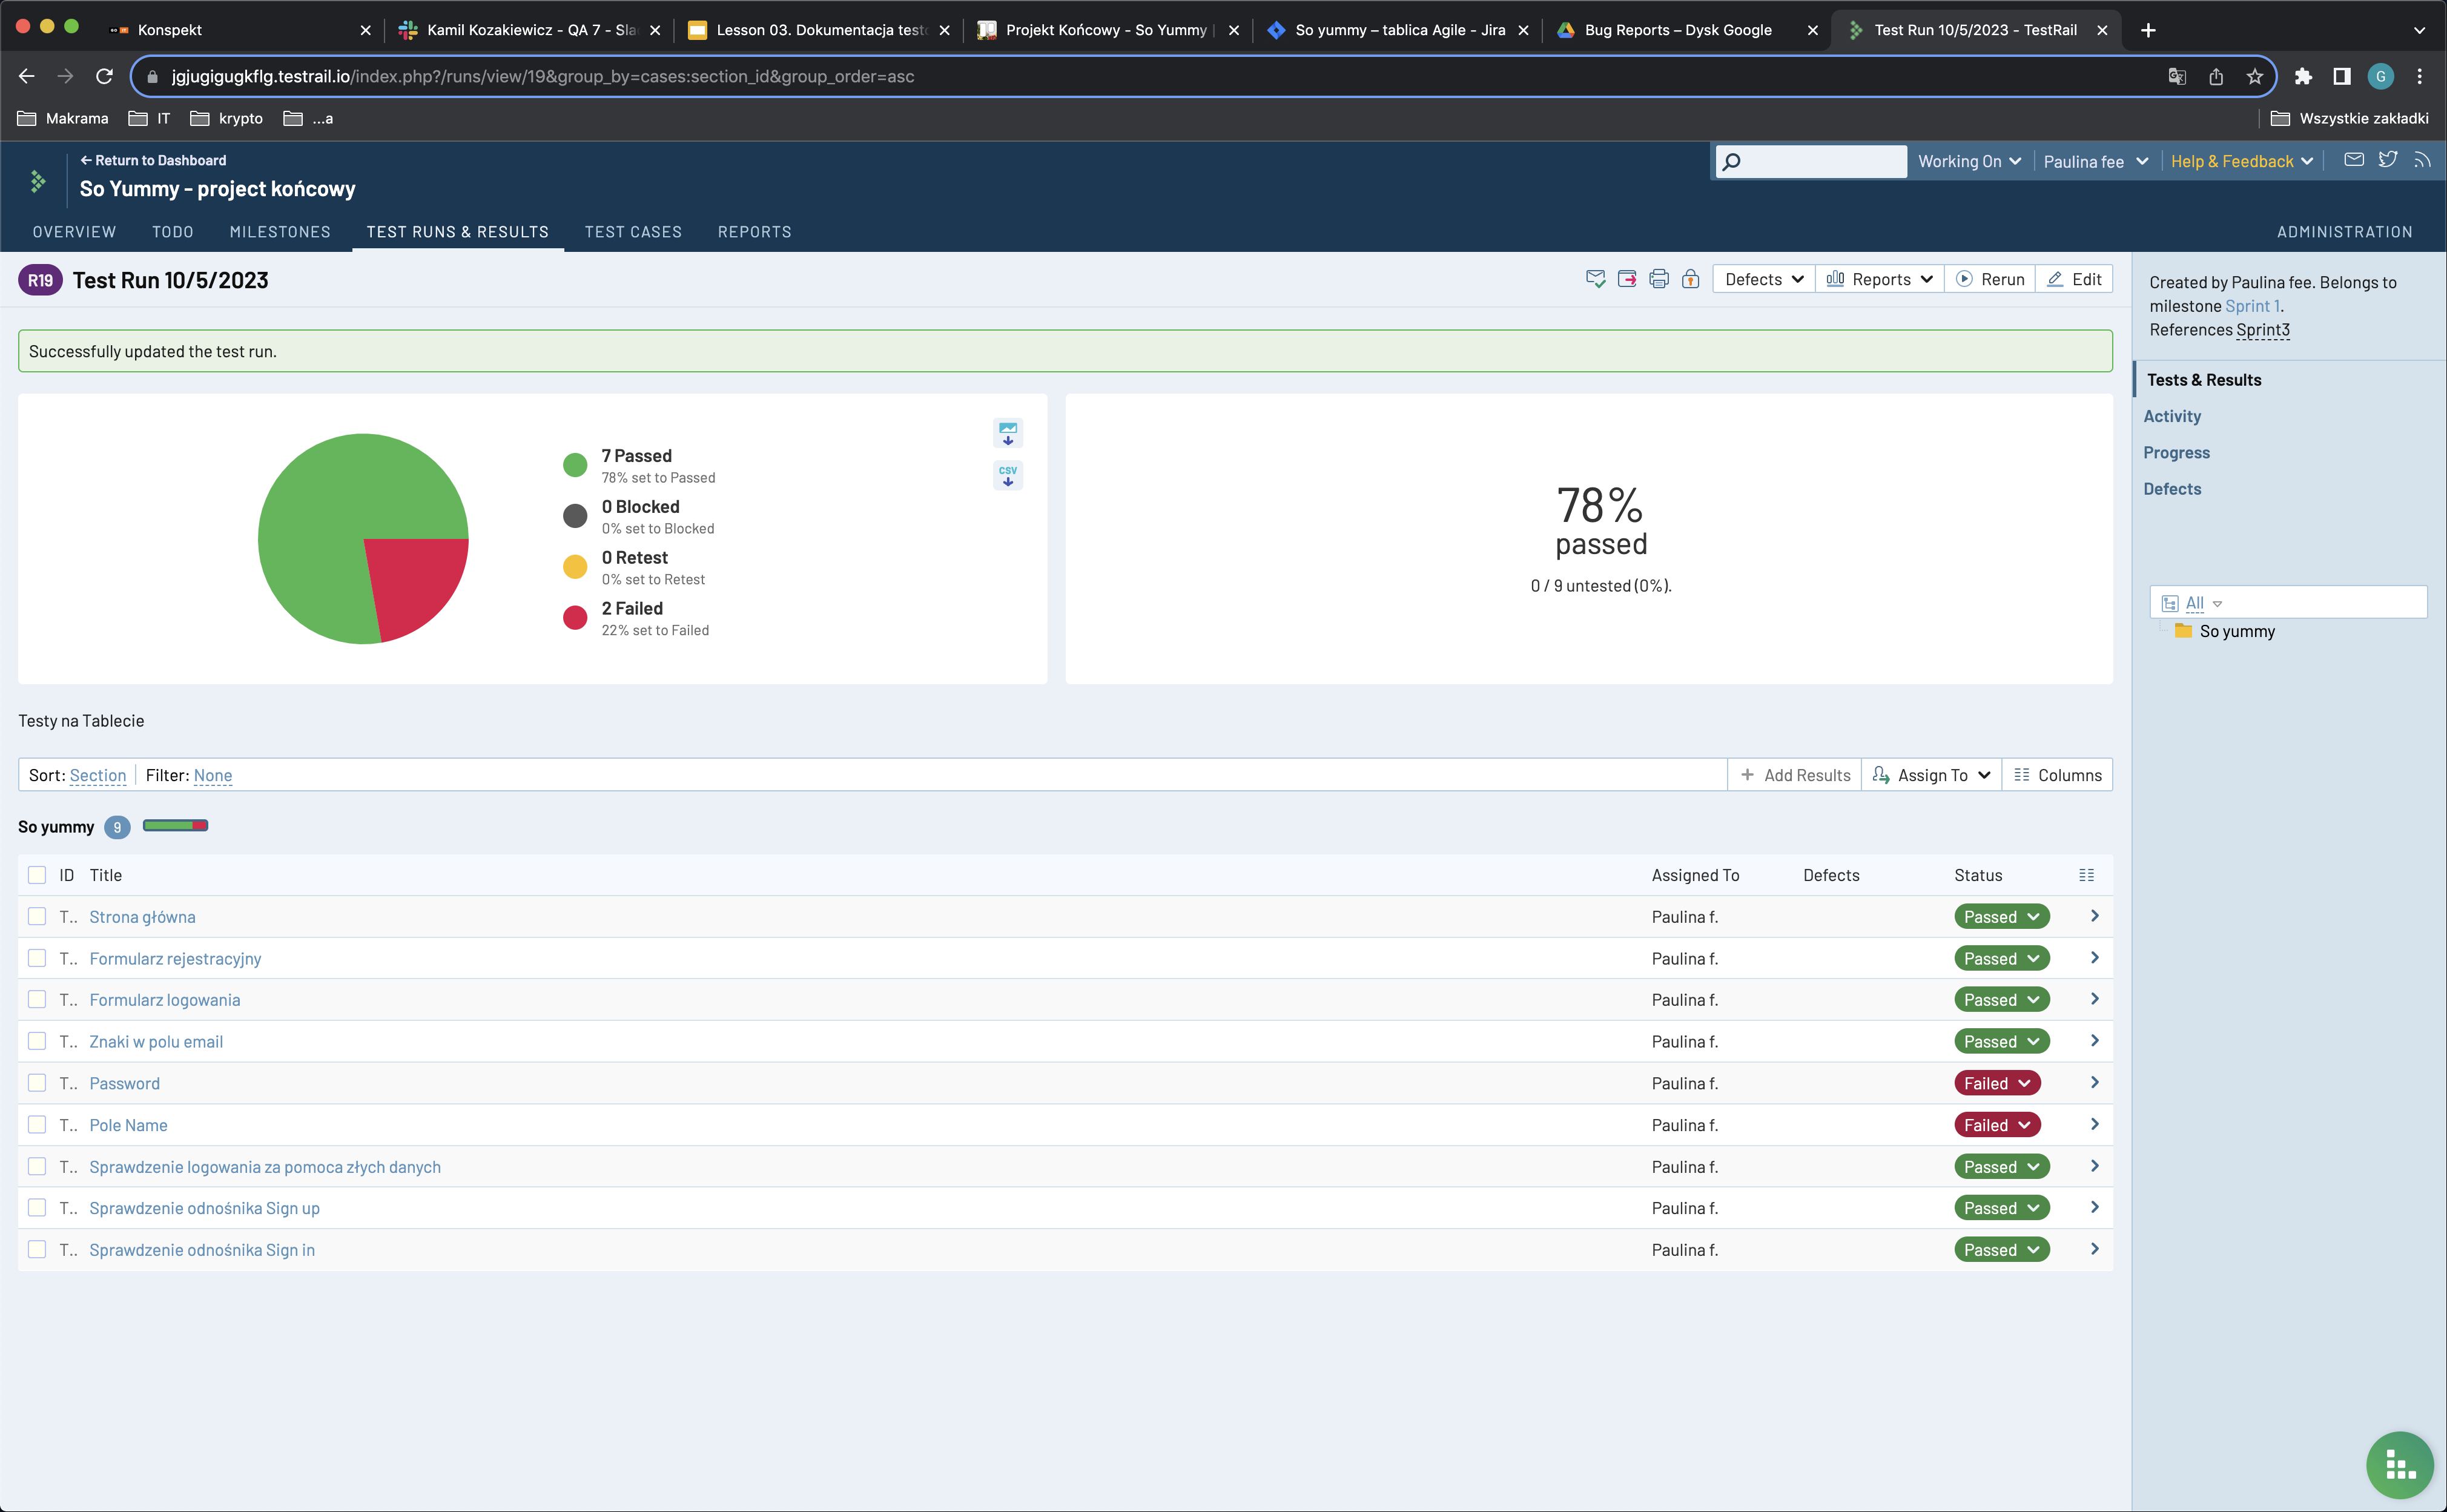 Konspekt
Kamil Kozakiewicz - QA 7 - Sla
Lesson 03. Dokumentacja testo
Projekt Końcowy - So Yummy |
So yummy – tablica Agile - Jira
Bug Reports – Dysk Google
Test Run 10/5/2023 - TestRail
jgjugigugkflg.testrail.io/index.php?/runs/view/19&group_by=cases:section_id&group_order=asc
G
Makrama
IT
krypto
...a
Wszystkie zakładki
Return to Dashboard
So Yummy - project końcowy
Working On
Paulina fee
Help & Feedback
OVERVIEW
TODO
MILESTONES
TEST RUNS & RESULTS
TEST CASES
REPORTS
ADMINISTRATION
R19
Test Run 10/5/2023
Defects
Reports
Rerun
Edit
Successfully updated the test run.
7 Passed
78% set to Passed
0 Blocked
0% set to Blocked
0 Retest
0% set to Retest
2 Failed
22% set to Failed
CSV
78%
passed
0 / 9 untested (0%).
Testy na Tablecie
Sort: Section
Filter: None
Add Results
Assign To
Columns
So yummy 9
ID Title Assigned To Defects Status
T.. Strona główna Paulina f. Passed
T.. Formularz rejestracyjny Paulina f. Passed
T.. Formularz logowania Paulina f. Passed
T.. Znaki w polu email Paulina f. Passed
T.. Password Paulina f. Failed
T.. Pole Name Paulina f. Failed
T.. Sprawdzenie logowania za pomoca złych danych Paulina f. Passed
T.. Sprawdzenie odnośnika Sign up Paulina f. Passed
T.. Sprawdzenie odnośnika Sign in Paulina f. Passed
Created by Paulina fee. Belongs to
milestone Sprint 1.
References Sprint3
Tests & Results
Activity
Progress
Defects
All
So yummy